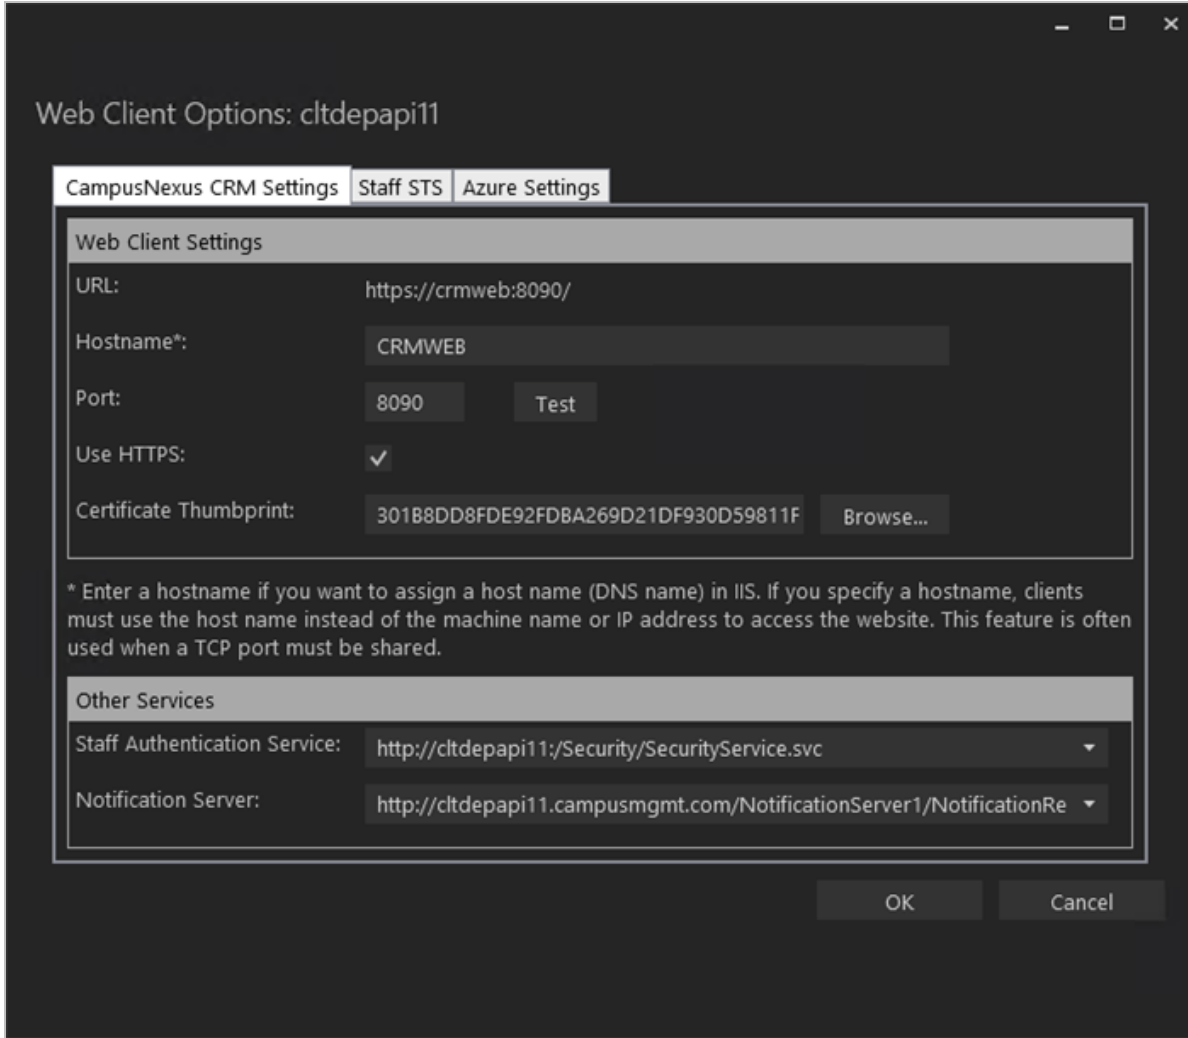 Web Client Options: cltdepapi11
CampusNexus CRM Settings Staff STS Azure Settings
Web Client Settings
URL: https://crmweb:8090/
Hostname*: CRMWEB
Port: 8090 Test
Use HTTPS:
Certificate Thumbprint: 301B8DD8FDE92FDBA269D21DF930D59811F Browse...
* Enter a hostname if you want to assign a host name (DNS name) in IIS. If you specify a hostname, clients
must use the host name instead of the machine name or IP address to access the website. This feature is often
used when a TCP port must be shared.
Other Services
Staff Authentication Service: http://cltdepapi11:/Security/SecurityService.svc
Notification Server: http://cltdepapi11.campusmgmt.com/NotificationServer1/NotificationRe
OK Cancel